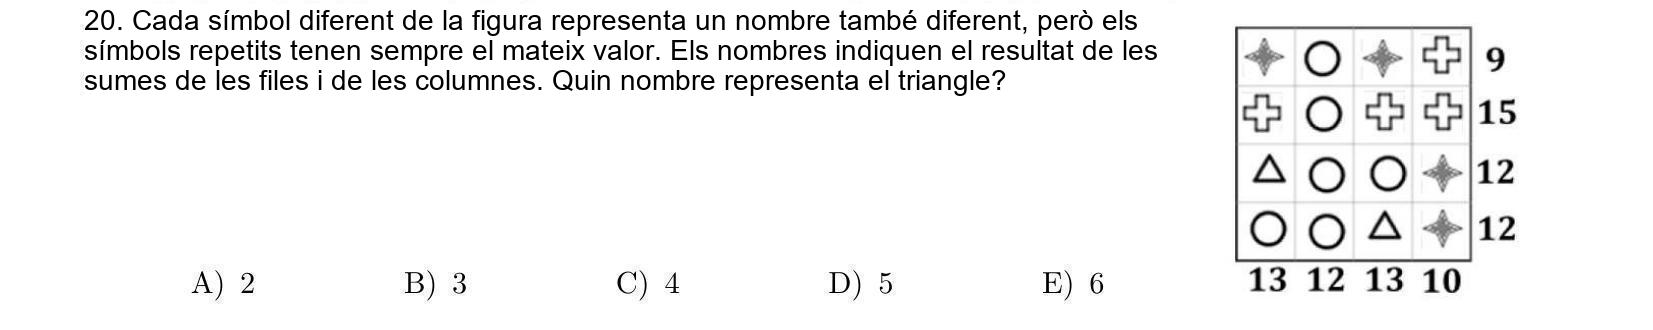 20. Cada símbol diferent de la figura representa un nombre també diferent, però els
símbols repetits tenen sempre el mateix valor. Els nombres indiquen el resultat de les
sumes de les files i de les columnes. Quin nombre representa el triangle?
9
15
12
12
13 12 13 10
A) 2 B) 3 C) 4 D) 5 E) 6